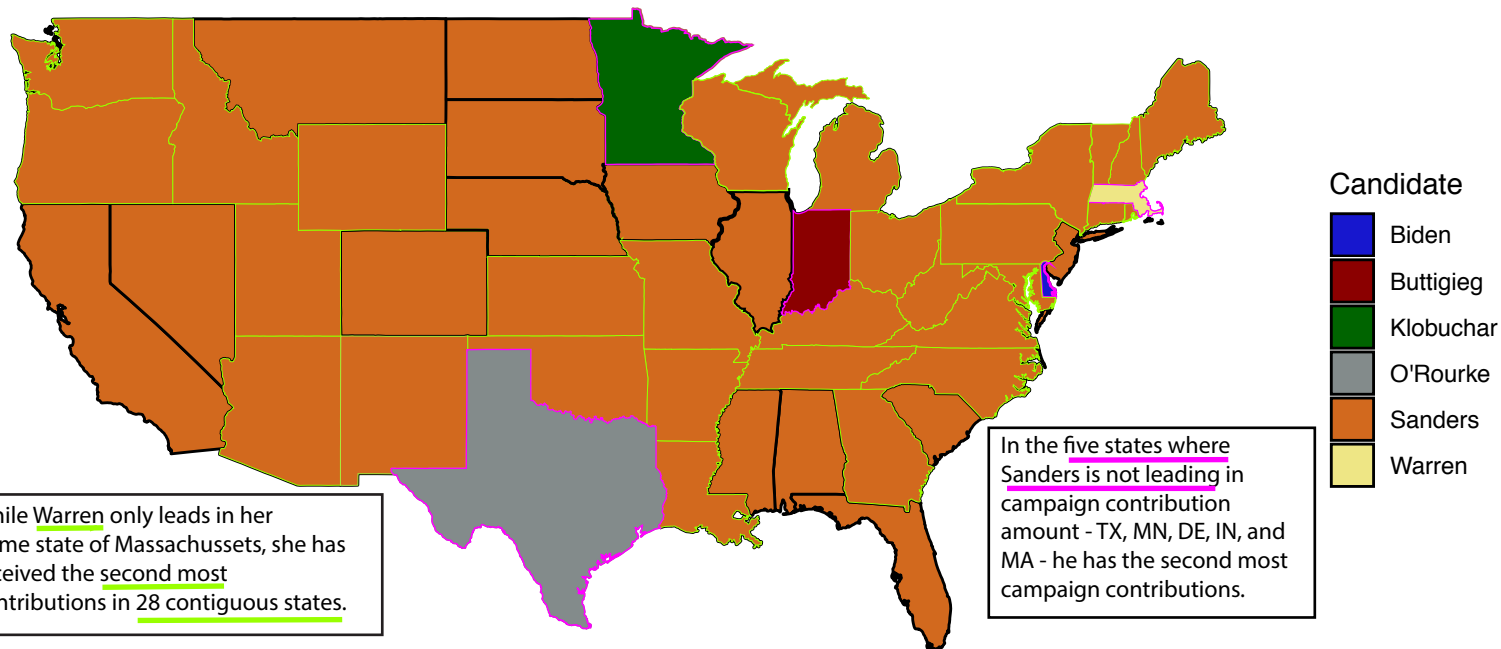 Candidate
Biden
Buttigieg
Klobuchar
O'Rourke
Sanders
Warren
In the five states where
Sanders is not leading in
campaign contribution
amount - TX, MN, DE, IN, and
MA - he has the second most
campaign contributions.
hile Warren only leads in her
me state of Massachussets, she has
ceived the second most
ntributions in 28 contiguous states.